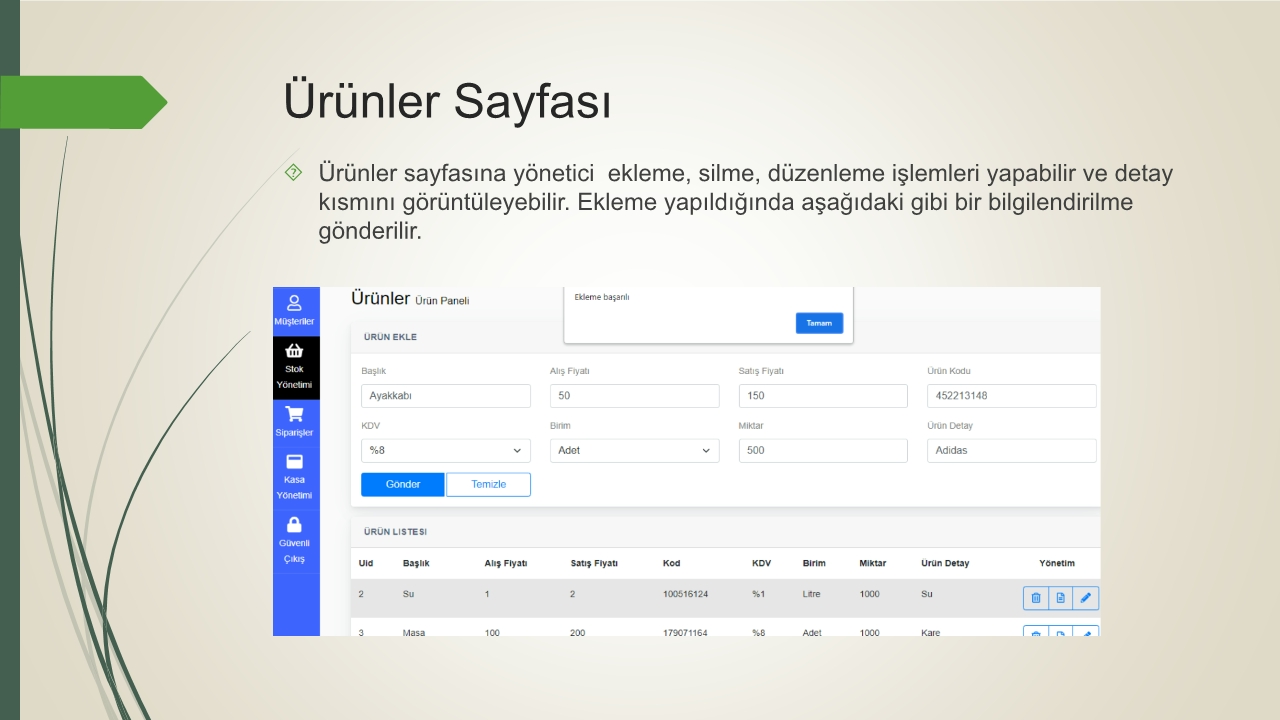 Ürünler Sayfası
Ürünler sayfasına yönetici  ekleme, silme, düzenleme işlemleri yapabilir ve detay
kısmını görüntüleyebilir. Ekleme yapıldığında aşağıdaki gibi bir bilgilendirilme
gönderilir.
Müşteriler
Stok
Yönetimi
Siparişler
Kasa
Yönetimi
Güvenli
Çıkış
Ürünler Ürün Paneli
Ekleme başarılı
Tamam
ÜRÜN EKLE
Başlık Alış Fiyatı Satış Fiyatı Ürün Kodu
Ayakkabı 50 150 452213148
KDV Birim Miktar Ürün Detay
%8 Adet 500 Adidas
Gönder Temizle
ÜRÜN LISTESI
Uid Başlık Alış Fiyatı Satış Fiyatı Kod KDV Birim Miktar Ürün Detay Yönetim
2 Su 1 2 100516124 %1 Litre 1000 Su
3 Masa 100 200 179071164 %8 Adet 1000 Kare